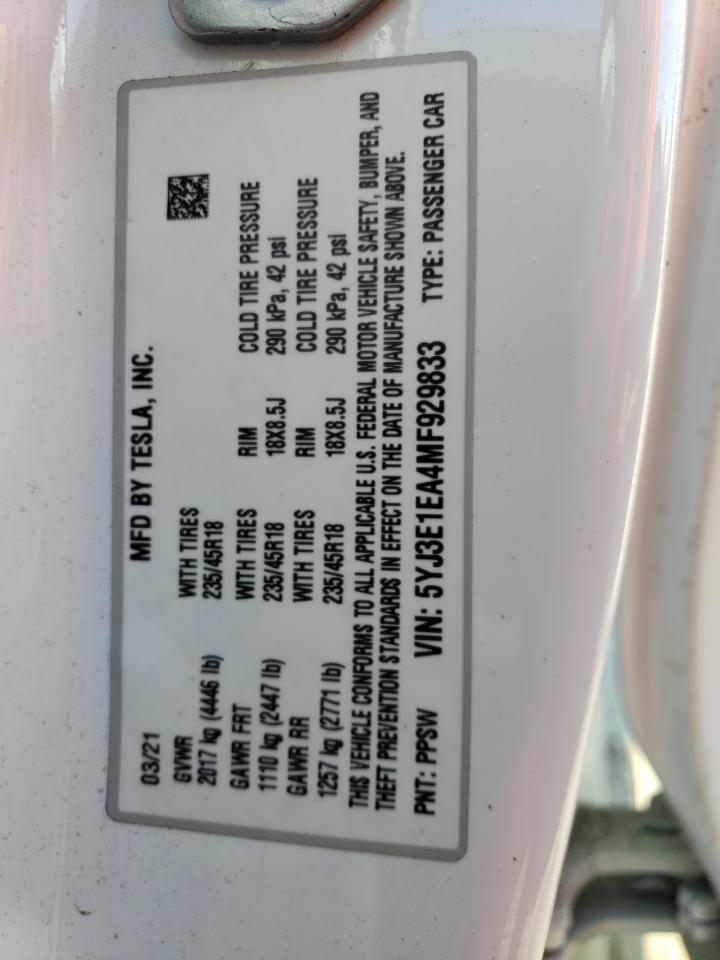 MFD BY TESLA, INC.
03/21
GVWR WITH TIRES
2017 kg (4446 lb) 235/45R18
GAWR FRT WITH TIRES RIM COLD TIRE PRESSURE
1110 kg (2447 lb) 235/45R18 18X8.5J 290 kPa, 42 psi
GAWR RR WITH TIRES RIM COLD TIRE PRESSURE
1257 kg (2771 lb) 235/45R18 18X8.5J 290 kPa, 42 psi
THIS VEHICLE CONFORMS TO ALL APPLICABLE U.S. FEDERAL MOTOR VEHICLE SAFETY, BUMPER, AND
THEFT PREVENTION STANDARDS IN EFFECT ON THE DATE OF MANUFACTURE SHOWN ABOVE.
PNT: PPSW VIN: 5YJ3E1EA4MF929833 TYPE: PASSENGER CAR